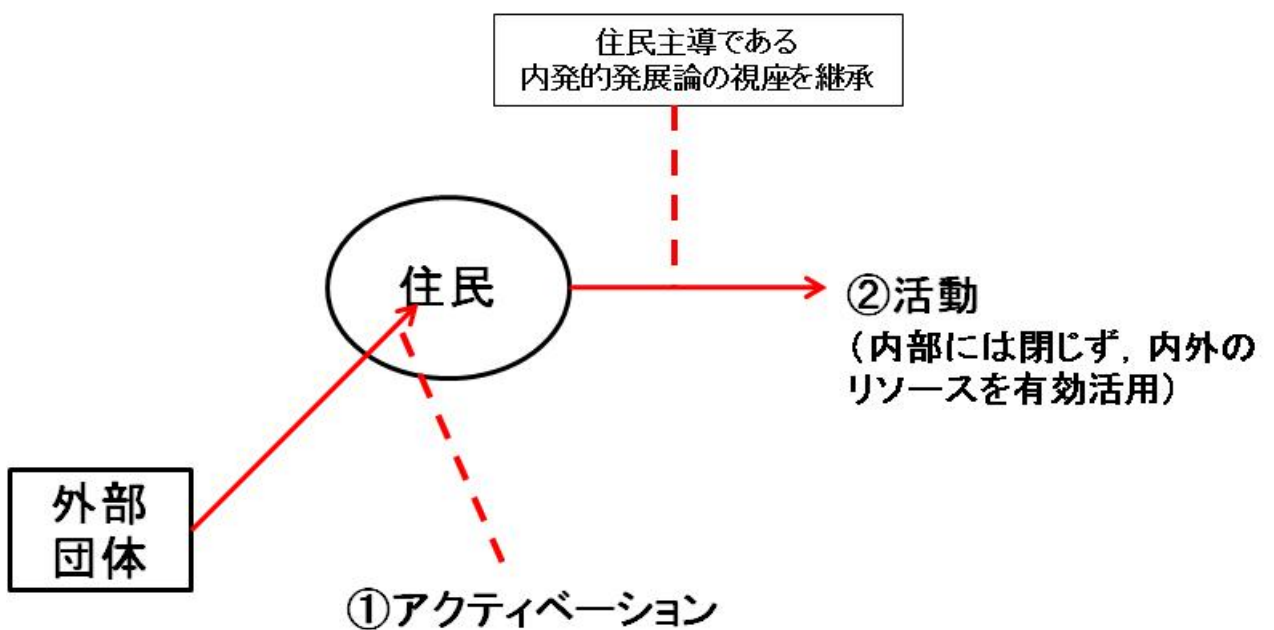 住民主導である
内発的発展論の視座を継承
住民
②活動
(内部には閉じず, 内外の
リソースを有効活用)
外部
団体
①アクティベーション